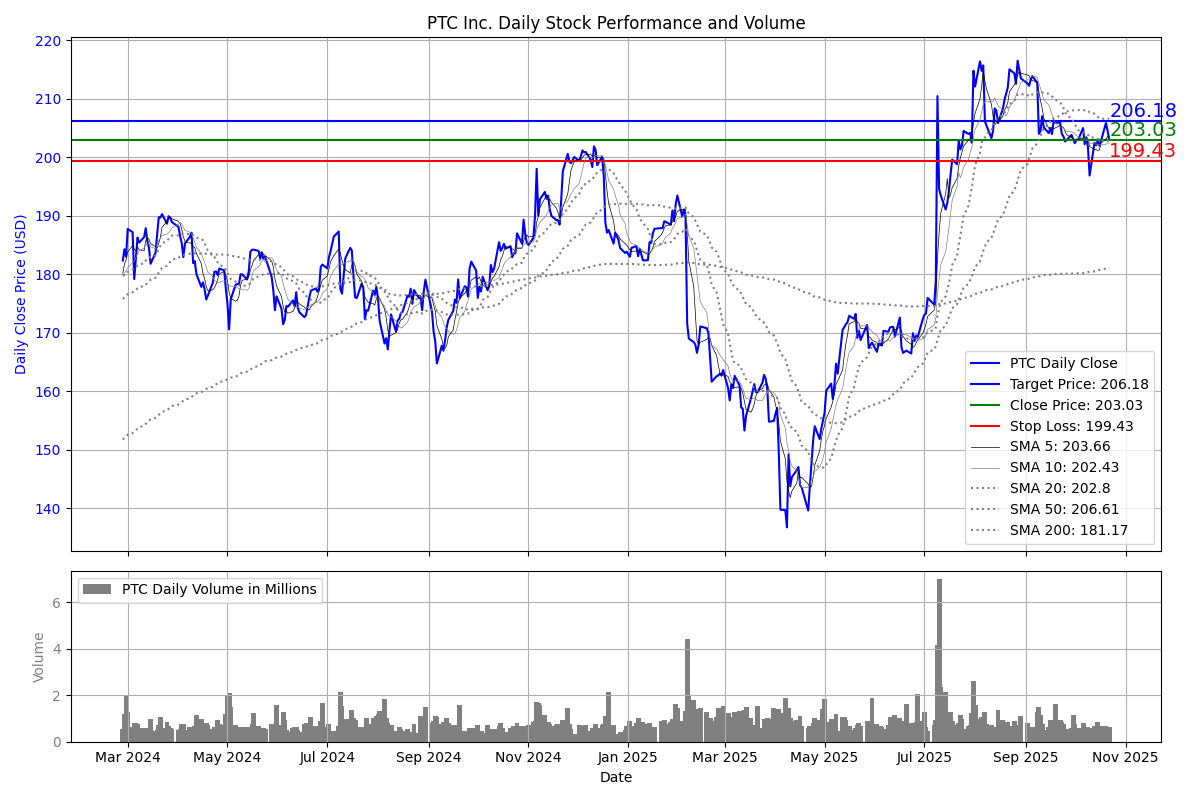 PTC Inc. Daily Stock Performance and Volume
220
210
200
190
180
170
160
150
140
Daily Close Price (USD)
206.18
203.03
199.43
PTC Daily Close
Target Price: 206.18
Close Price: 203.03
Stop Loss: 199.43
SMA 5: 203.66
SMA 10: 202.43
SMA 20: 202.8
SMA 50: 206.61
SMA 200: 181.17
PTC Daily Volume in Millions
6
4
2
0
Volume
Mar 2024 May 2024 Jul 2024 Sep 2024 Nov 2024 Jan 2025 Mar 2025 May 2025 Jul 2025 Sep 2025 Nov 2025
Date